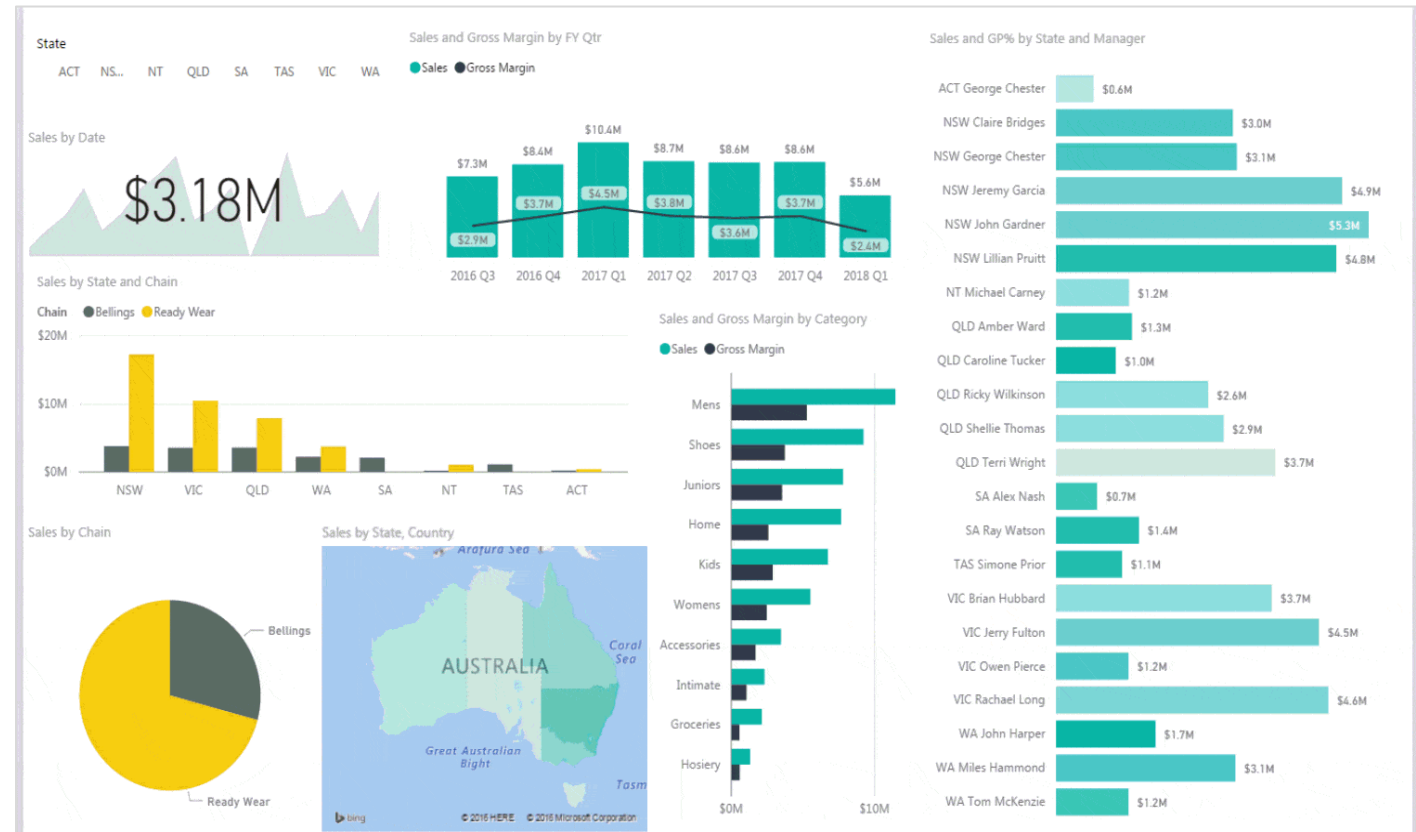 State
ACT NS... NT QLD SA TAS VIC WA
Sales by Date
$3.18M
Sales and Gross Margin by FY Qtr
Sales Gross Margin
$7.3M $8.4M $10.4M $8.7M $8.6M $8.6M $5.6M
$2.9M $3.7M $4.5M $3.8M $3.6M $3.7M $2.4M
2016 Q3 2016 Q4 2017 Q1 2017 Q2 2017 Q3 2017 Q4 2018 Q1
Sales by State and Chain
Chain Bellings Ready Wear
$20M
$10M
$0M
NSW VIC QLD WA SA NT TAS ACT
Sales by Chain
Bellings
Ready Wear
Sales by State, Country
Arafura Sea
Coral
Sea
AUSTRALIA
Great Australian
Bight
Tasm
bing © 2016 HERE © 2016 Microsoft Corporation
Sales and Gross Margin by Category
Sales Gross Margin
Mens
Shoes
Juniors
Home
Kids
Womens
Accessories
Intimate
Groceries
Hosiery
$0M $10M
Sales and GP% by State and Manager
ACT George Chester $0.6M
NSW Claire Bridges $3.0M
NSW George Chester $3.1M
NSW Jeremy Garcia $4.9M
NSW John Gardner $5.3M
NSW Lillian Pruitt $4.8M
NT Michael Carney $1.2M
QLD Amber Ward $1.3M
QLD Caroline Tucker $1.0M
QLD Ricky Wilkinson $2.6M
QLD Shellie Thomas $2.9M
QLD Terri Wright $3.7M
SA Alex Nash $0.7M
SA Ray Watson $1.4M
TAS Simone Prior $1.1M
VIC Brian Hubbard $3.7M
VIC Jerry Fulton $4.5M
VIC Owen Pierce $1.2M
VIC Rachael Long $4.6M
WA John Harper $1.7M
WA Miles Hammond $3.1M
WA Tom McKenzie $1.2M